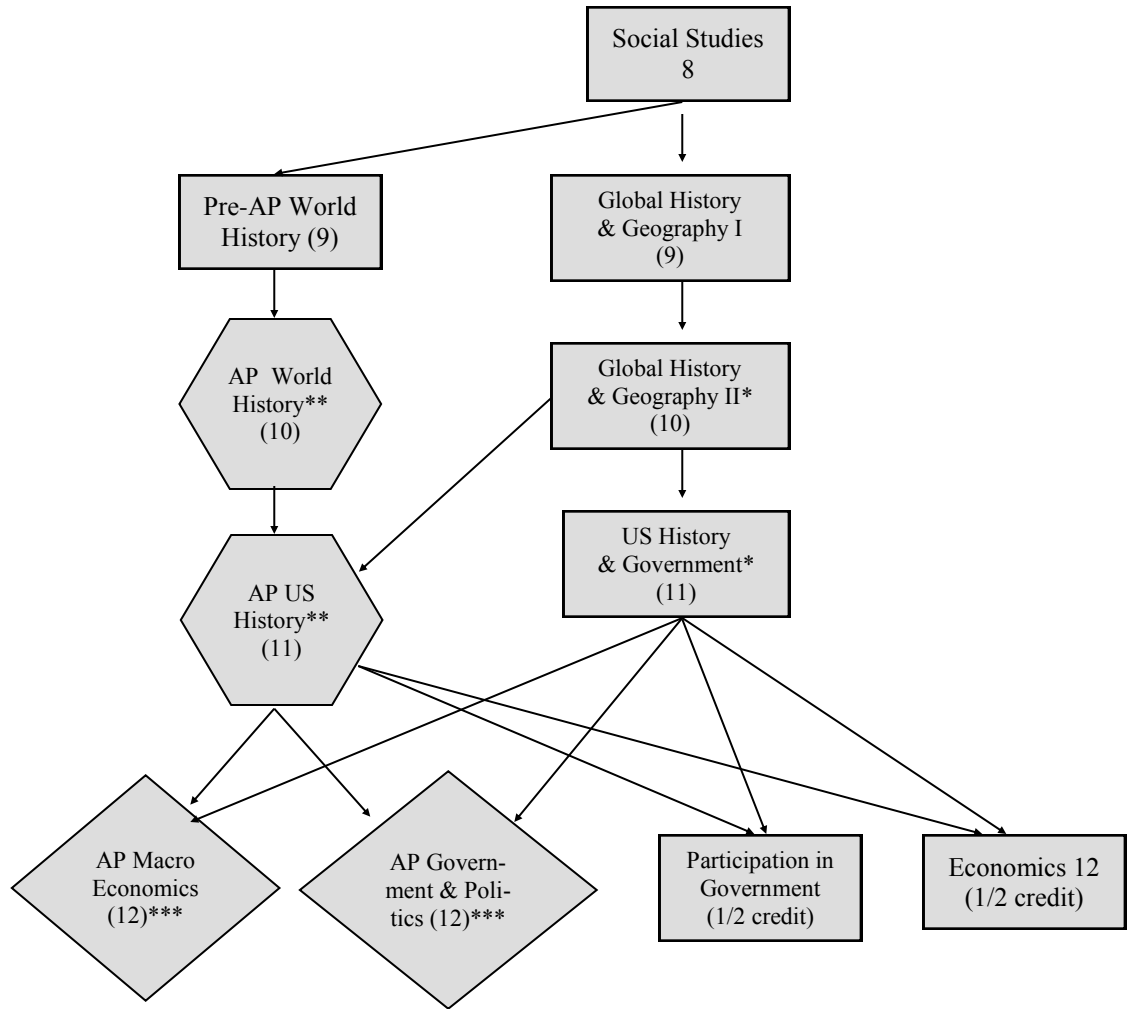 Social Studies
8
Pre-AP World
History (9)
Global History
& Geography I
(9)
AP World
History**
(10)
Global History
& Geography II*
(10)
AP US
History**
(11)
US History
& Government*
(11)
AP Macro
Economics
(12)***
AP Govern-
ment & Poli-
tics (12)***
Participation in
Government
(1/2 credit)
Economics 12
(1/2 credit)